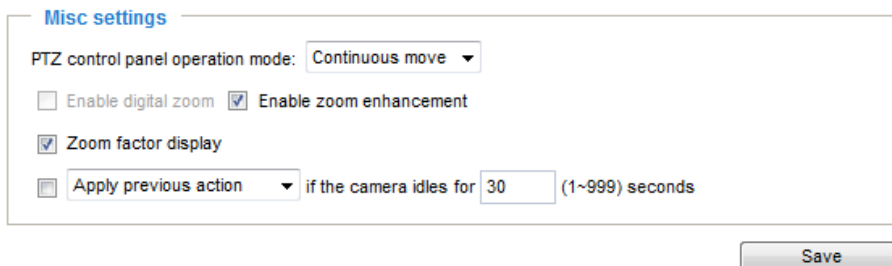 Misc settings
PTZ control panel operation mode: Continuous move
Enable digital zoom Enable zoom enhancement
Zoom factor display
Apply previous action if the camera idles for 30 (1~999) seconds
Save